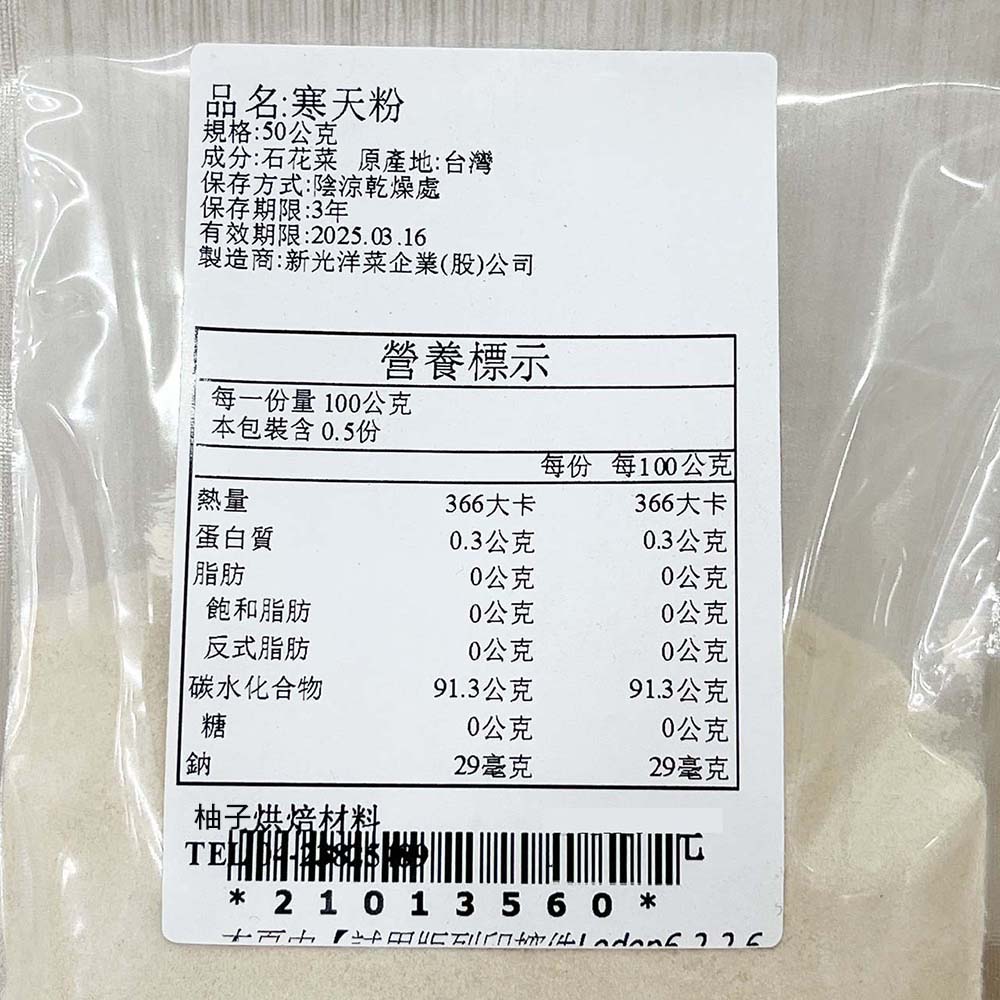 品名:寒天粉
規格:50公克
成分:石花菜 原產地:台灣
保存方式:陰涼乾燥處
保存期限:3年
有效期限:2025.03.16
製造商:新光洋菜企業(股)公司
營養標示
每一份量 100公克
本包裝含 0.5份
每份 每100公克
熱量 366大卡 366大卡
蛋白質 0.3公克 0.3公克
脂肪 0公克 0公克
飽和脂肪 0公克 0公克
反式脂肪 0公克 0公克
碳水化合物 91.3公克 91.3公克
糖 0公克 0公克
鈉 29毫克 29毫克
柚子烘焙材料
TEL
*21013560*